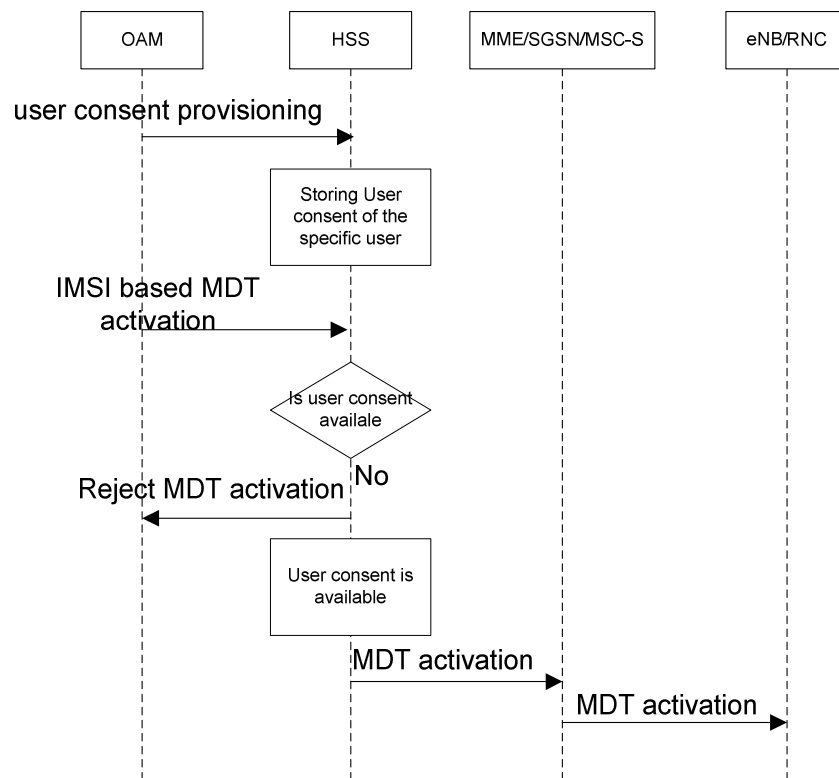 OAM
HSS
MME/SGSN/MSC-S
eNB/RNC
user consent provisioning
Storing User
consent of the
specific user
IMSI based MDT
activation
Is user consent
availale
No
Reject MDT activation
User consent is
available
MDT activation
MDT activation